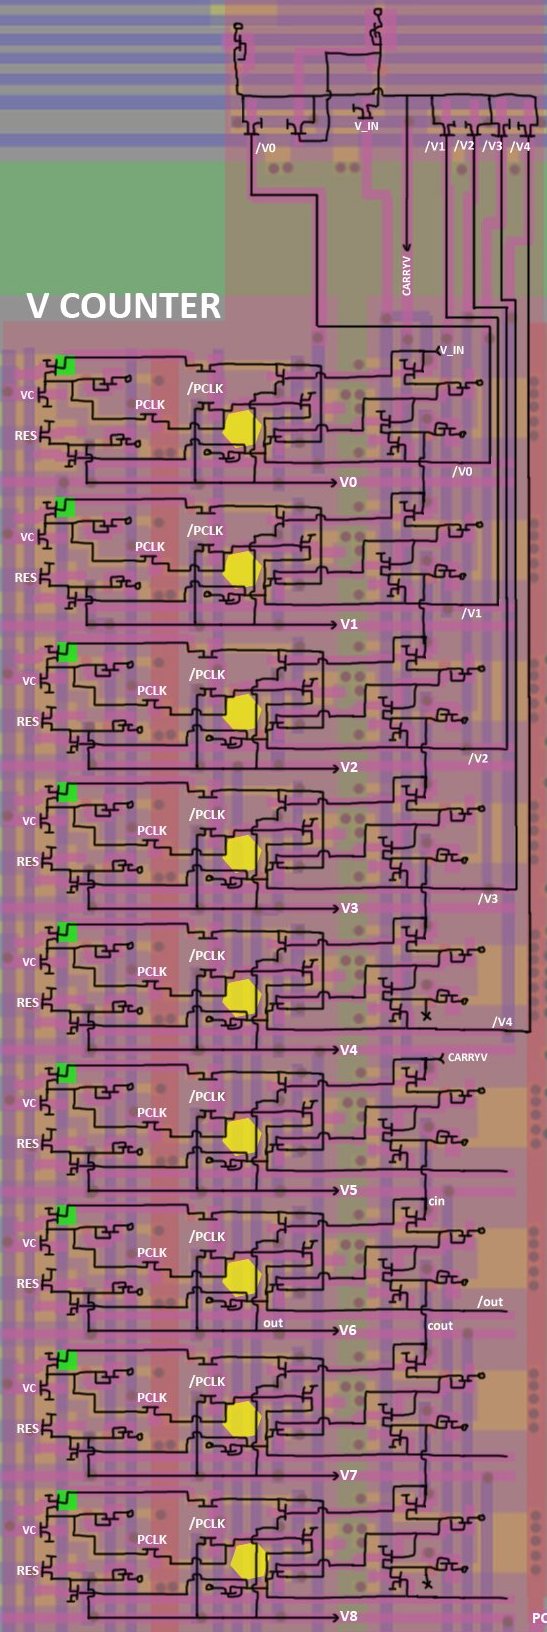 V_IN
/V0
/V1 /V2 /V3 /V4
CARRYV
V COUNTER
V_IN
/PCLK
VC
PCLK
RES
/V0
V0
/PCLK
VC
PCLK
RES
/V1
V1
/PCLK
VC
PCLK
RES
/V2
V2
/PCLK
VC
PCLK
RES
/V3
V3
/PCLK
VC
PCLK
RES
/V4
V4
CARRYV
/PCLK
VC
PCLK
RES
V5
cin
/PCLK
VC
PCLK
RES
/out
out
cout
V6
/PCLK
VC
PCLK
RES
V7
/PCLK
VC
PCLK
RES
V8
PC